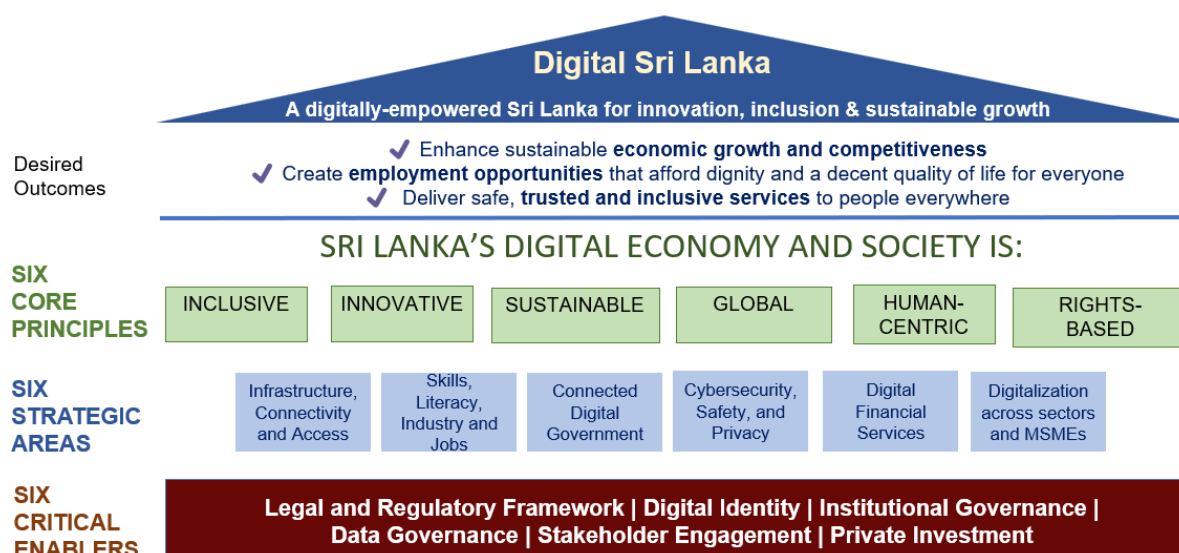 Digital Sri Lanka
A digitally-empowered Sri Lanka for innovation, inclusion & sustainable growth
Desired
Outcomes
Enhance sustainable economic growth and competitiveness
Create employment opportunities that afford dignity and a decent quality of life for everyone
Deliver safe, trusted and inclusive services to people everywhere
SRI LANKA’S DIGITAL ECONOMY AND SOCIETY IS:
SIX
CORE
PRINCIPLES
INCLUSIVE
INNOVATIVE
SUSTAINABLE
GLOBAL
HUMAN-
CENTRIC
RIGHTS-
BASED
SIX
STRATEGIC
AREAS
Infrastructure,
Connectivity
and Access
Skills,
Literacy,
Industry and
Jobs
Connected
Digital
Government
Cybersecurity,
Safety, and
Privacy
Digital
Financial
Services
Digitalization
across sectors
and MSMEs
SIX
CRITICAL
ENABLERS
Legal and Regulatory Framework | Digital Identity | Institutional Governance |
Data Governance | Stakeholder Engagement | Private Investment